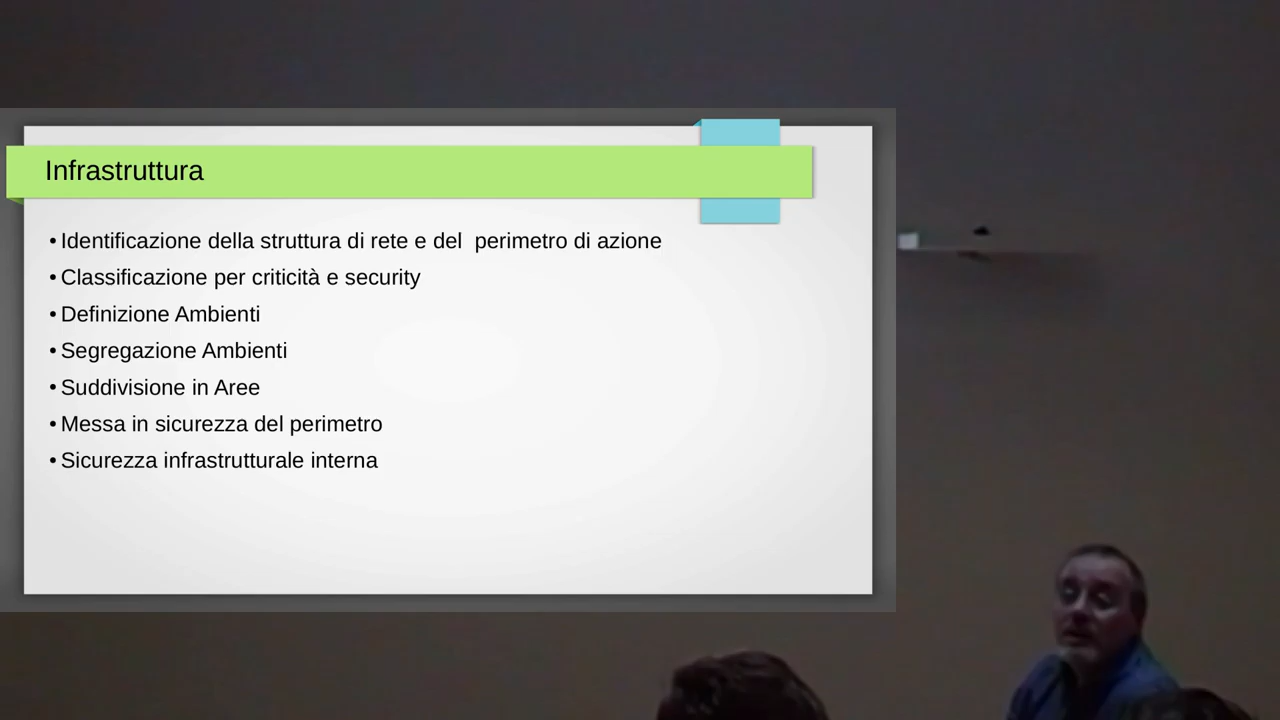 Infrastruttura
• Identificazione della struttura di rete e del  perimetro di azione
• Classificazione per criticità e security
• Definizione Ambienti
• Segregazione Ambienti
• Suddivisione in Aree
• Messa in sicurezza del perimetro
• Sicurezza infrastrutturale interna